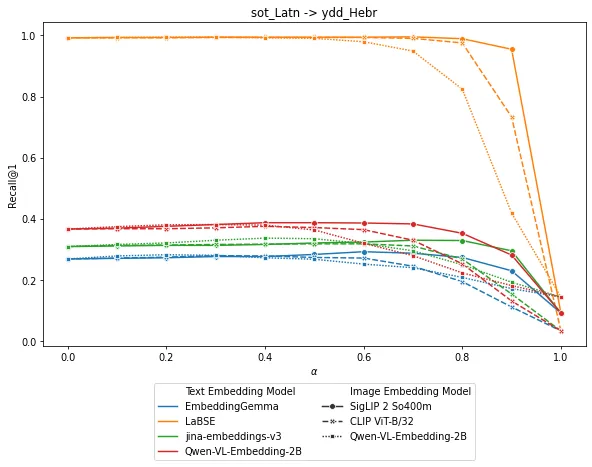 sot_Latn -> ydd_Hebr
Recall@1
1.0
0.8
0.6
0.4
0.2
0.0
0.0 0.2 0.4 0.6 0.8 1.0
α
Text Embedding Model
EmbeddingGemma
LaBSE
jina-embeddings-v3
Qwen-VL-Embedding-2B
Image Embedding Model
SigLIP 2 So400m
CLIP ViT-B/32
Qwen-VL-Embedding-2B